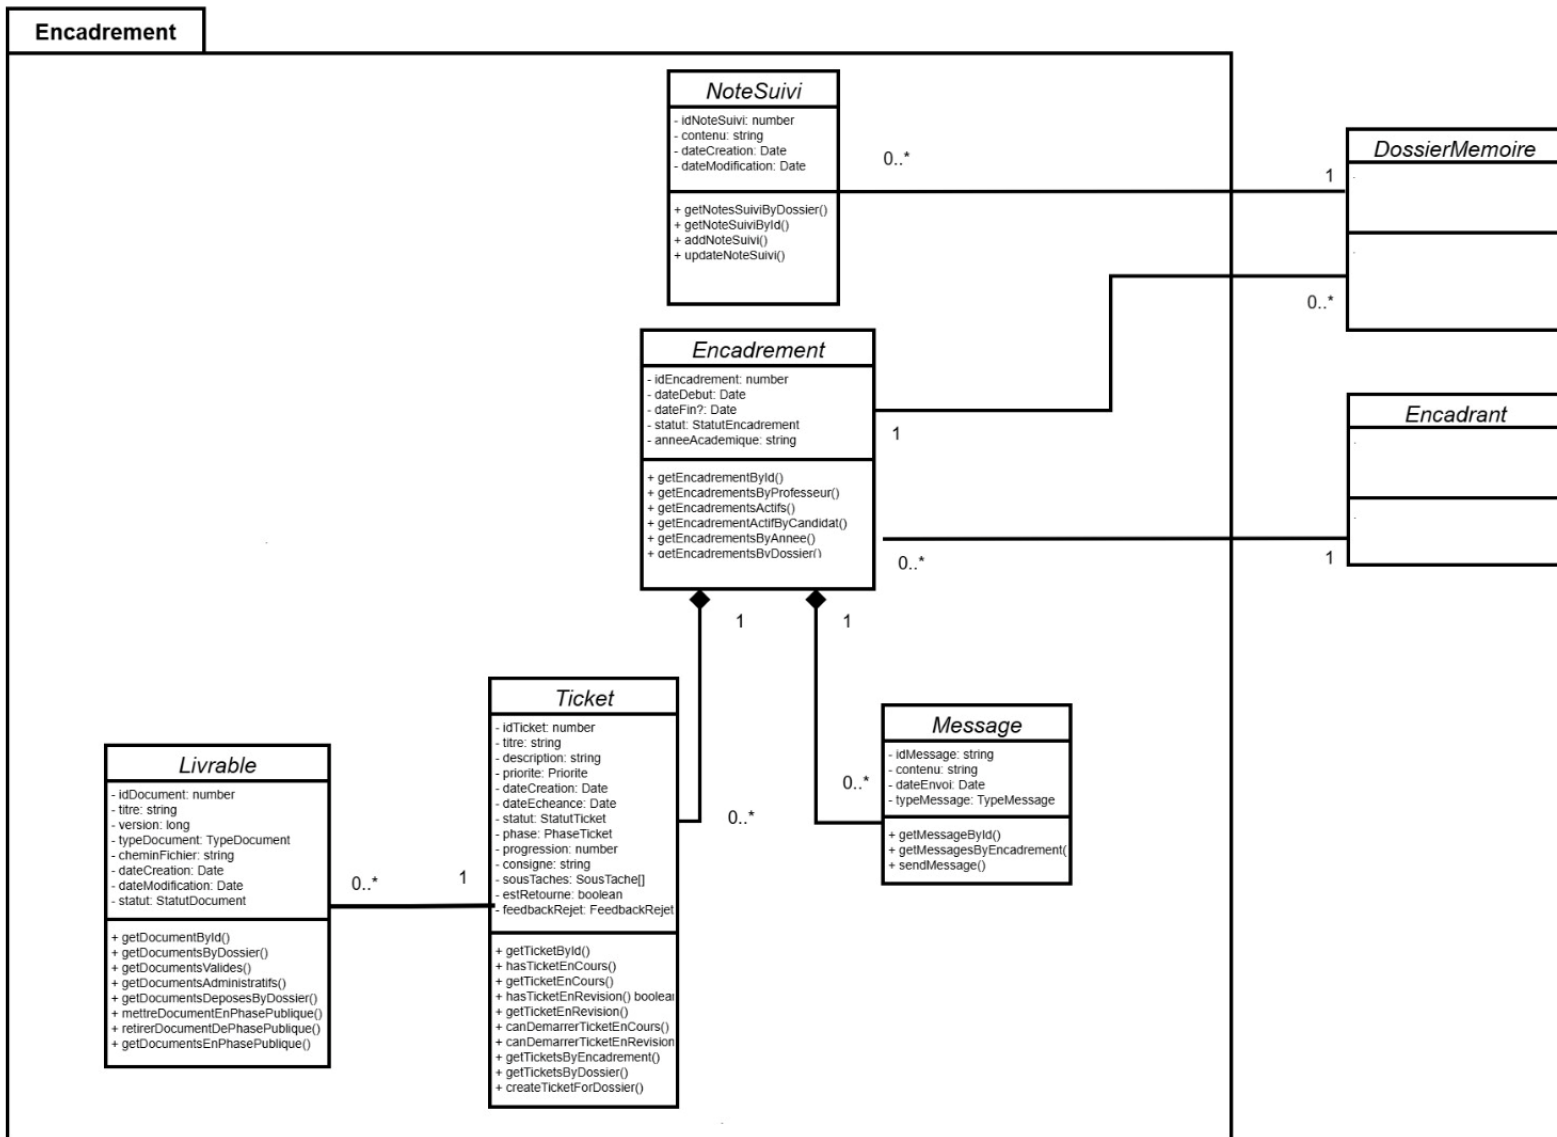 Encadrement
NoteSuivi
- idNoteSuivi: number
- contenu: string
- dateCreation: Date
- dateModification: Date
+ getNotesSuiviByDossier()
+ getNoteSuiviById()
+ addNoteSuivi()
+ updateNoteSuivi()
0..*
1
DossierMemoire
0..*
Encadrement
- idEncadrement: number
- dateDebut: Date
- dateFin?: Date
- statut: StatutEncadrement
- anneeAcademique: string
+ getEncadrementById()
+ getEncadrementsByProfesseur()
+ getEncadrementsActifs()
+ getEncadrementActifByCandidat()
+ getEncadrementsByAnnee()
+ getEncadrementsByDossier()
1
Encadrant
0..*
1
1
1
Ticket
- idTicket: number
- titre: string
- description: string
- priorite: Priorite
- dateCreation: Date
- dateEcheance: Date
- statut: StatutTicket
- phase: PhaseTicket
- progression: number
- consigne: string
- sousTaches: SousTache[]
- estRetourne: boolean
- feedbackRejet: FeedbackRejet
+ getTicketById()
+ hasTicketEnCours()
+ getTicketEnCours()
+ hasTicketEnRevision() boolean
+ getTicketEnRevision()
+ canDemarrerTicketEnCours()
+ canDemarrerTicketEnRevision
+ getTicketsByEncadrement()
+ getTicketsByDossier()
+ createTicketForDossier()
0..*
Message
- idMessage: string
- contenu: string
- dateEnvoi: Date
- typeMessage: TypeMessage
+ getMessageById()
+ getMessagesByEncadrement(
+ sendMessage()
0..*
Livrable
- idDocument: number
- titre: string
- version: long
- typeDocument: TypeDocument
- cheminFichier: string
- dateCreation: Date
- dateModification: Date
- statut: StatutDocument
+ getDocumentById()
+ getDocumentsByDossier()
+ getDocumentsValides()
+ getDocumentsAdministratifs()
+ getDocumentsDeposesByDossier()
+ mettreDocumentEnPhasePublique()
+ retirerDocumentDePhasePublique()
+ getDocumentsEnPhasePublique()
0..*
1